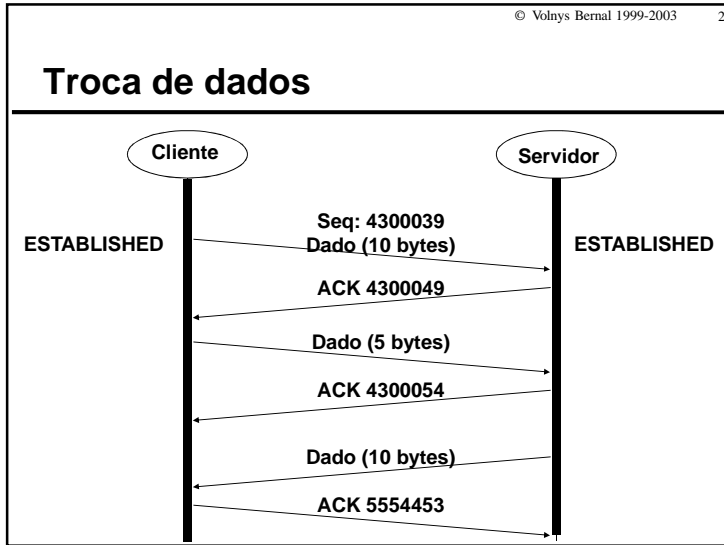 © Volnys Bernal 1999-2003 2
Troca de dados
Cliente
Servidor
Seq: 4300039
ESTABLISHED
Dado (10 bytes)
ESTABLISHED
ACK 4300049
Dado (5 bytes)
ACK 4300054
Dado (10 bytes)
ACK 5554453